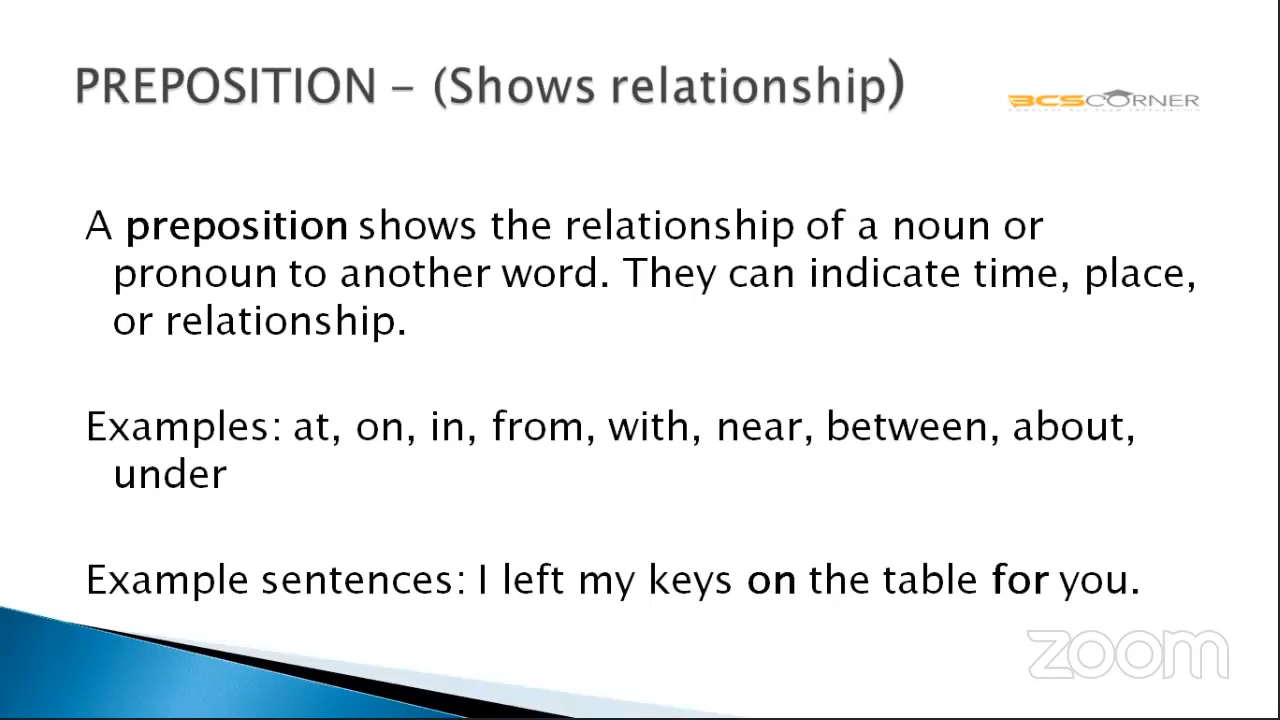 PREPOSITION – (Shows relationship)
BCSCORNER
A preposition shows the relationship of a noun or
pronoun to another word. They can indicate time, place,
or relationship.
Examples: at, on, in, from, with, near, between, about,
under
Example sentences: I left my keys on the table for you.
zoom